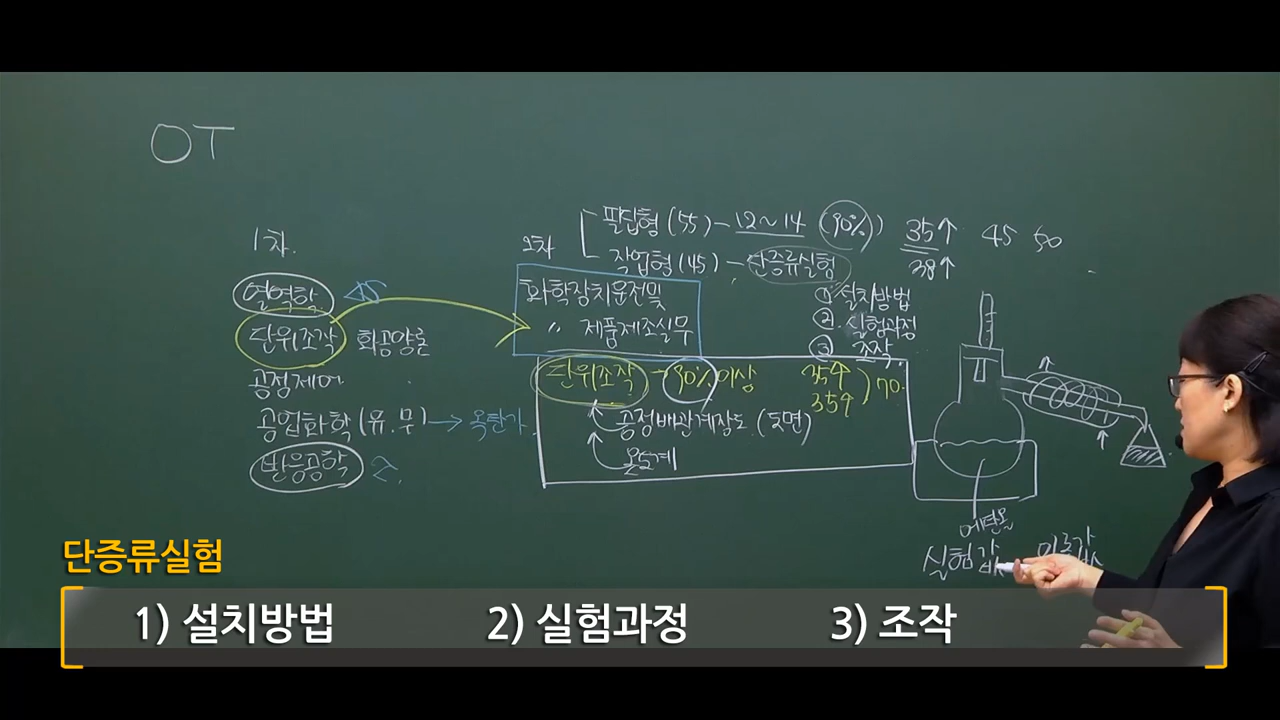 OT
1차.
2차
필답형 (55) - 12~14 (90%)
35↑ 45 50
작업형 (45) - 단증류실험
38↑
열역학
단위조작 화공양론
공정제어
공업화학 (유.무) → 옥탄가
반응공학
화학장치운전및
〃 제품제조실무
① 설치방법
② 실험과정
③ 조작
단위조작 - 90% 이상
35↑
35↑ ) 70.
공정배관계장도 (도면)
온도계
에탄올
실험값 이론값
단증류실험
1) 설치방법 2) 실험과정 3) 조작